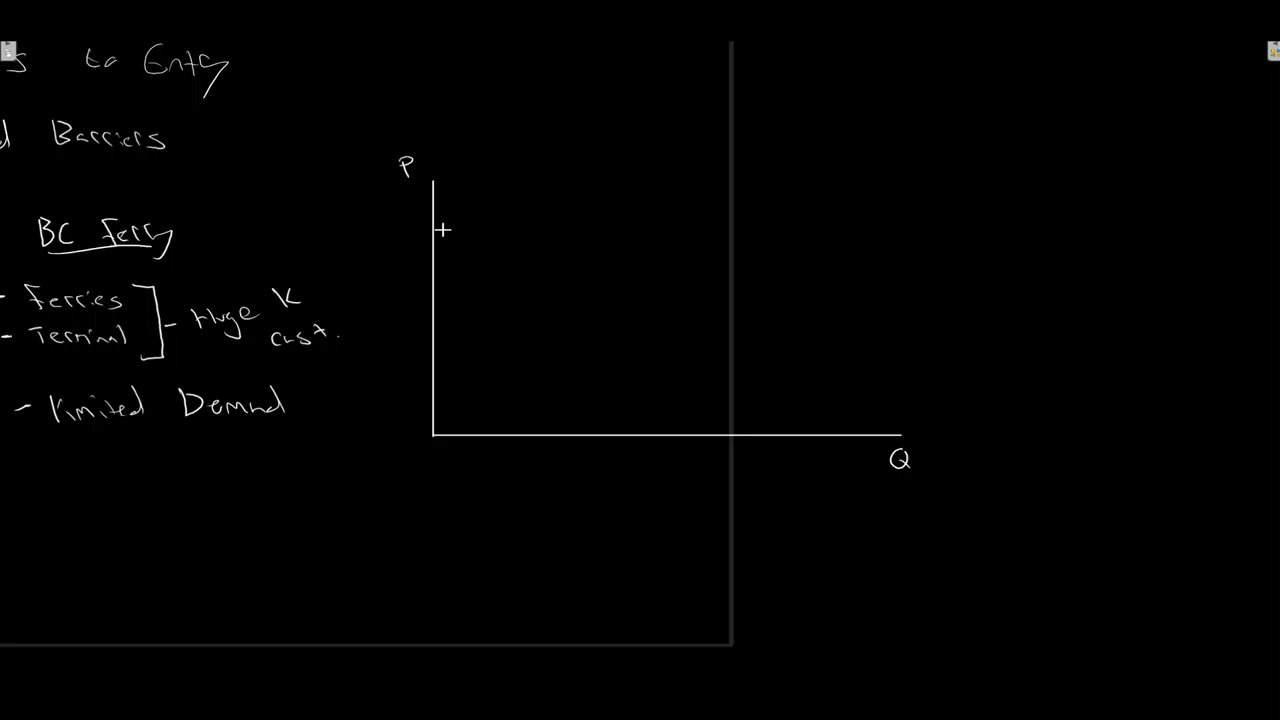 s to Entry
d Barriers
P
BC Ferry
- Ferries
- Terminal
- Huge K
cost.
- Limited Demand
Q